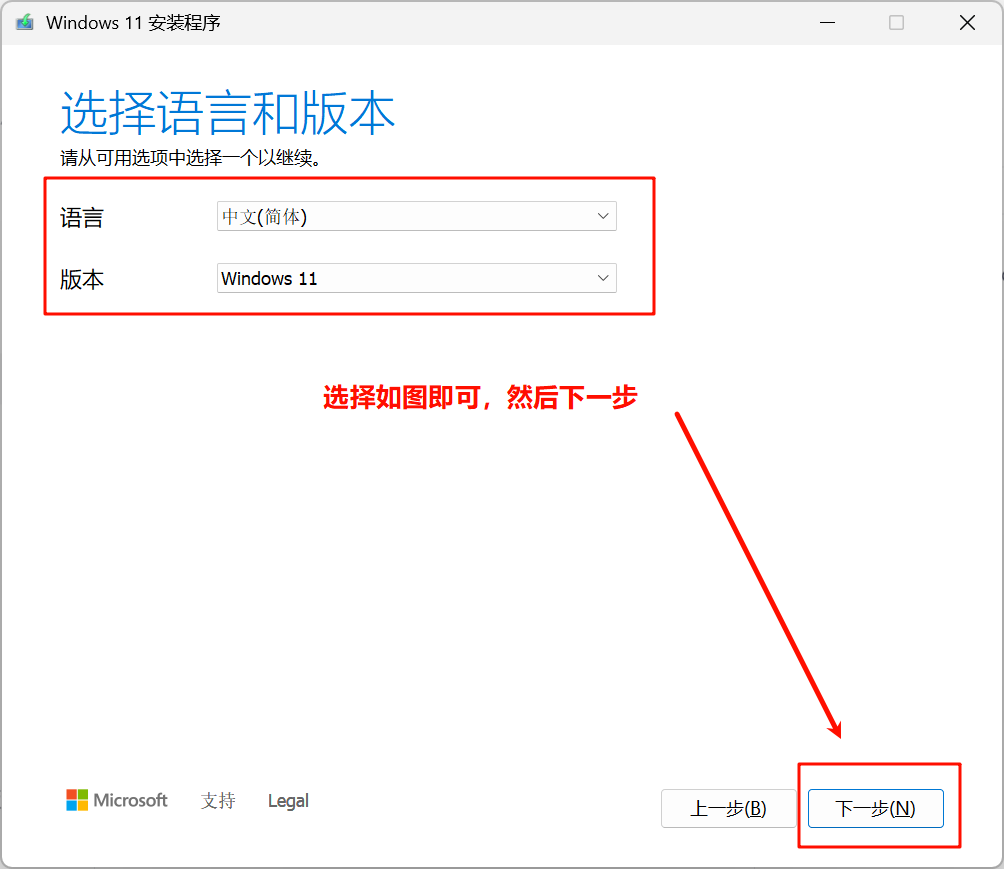 Windows 11 安装程序
选择语言和版本
请从可用选项中选择一个以继续。
语言
中文(简体)
版本
Windows 11
选择如图即可，然后下一步
Microsoft
支持
Legal
上一步(B)
下一步(N)